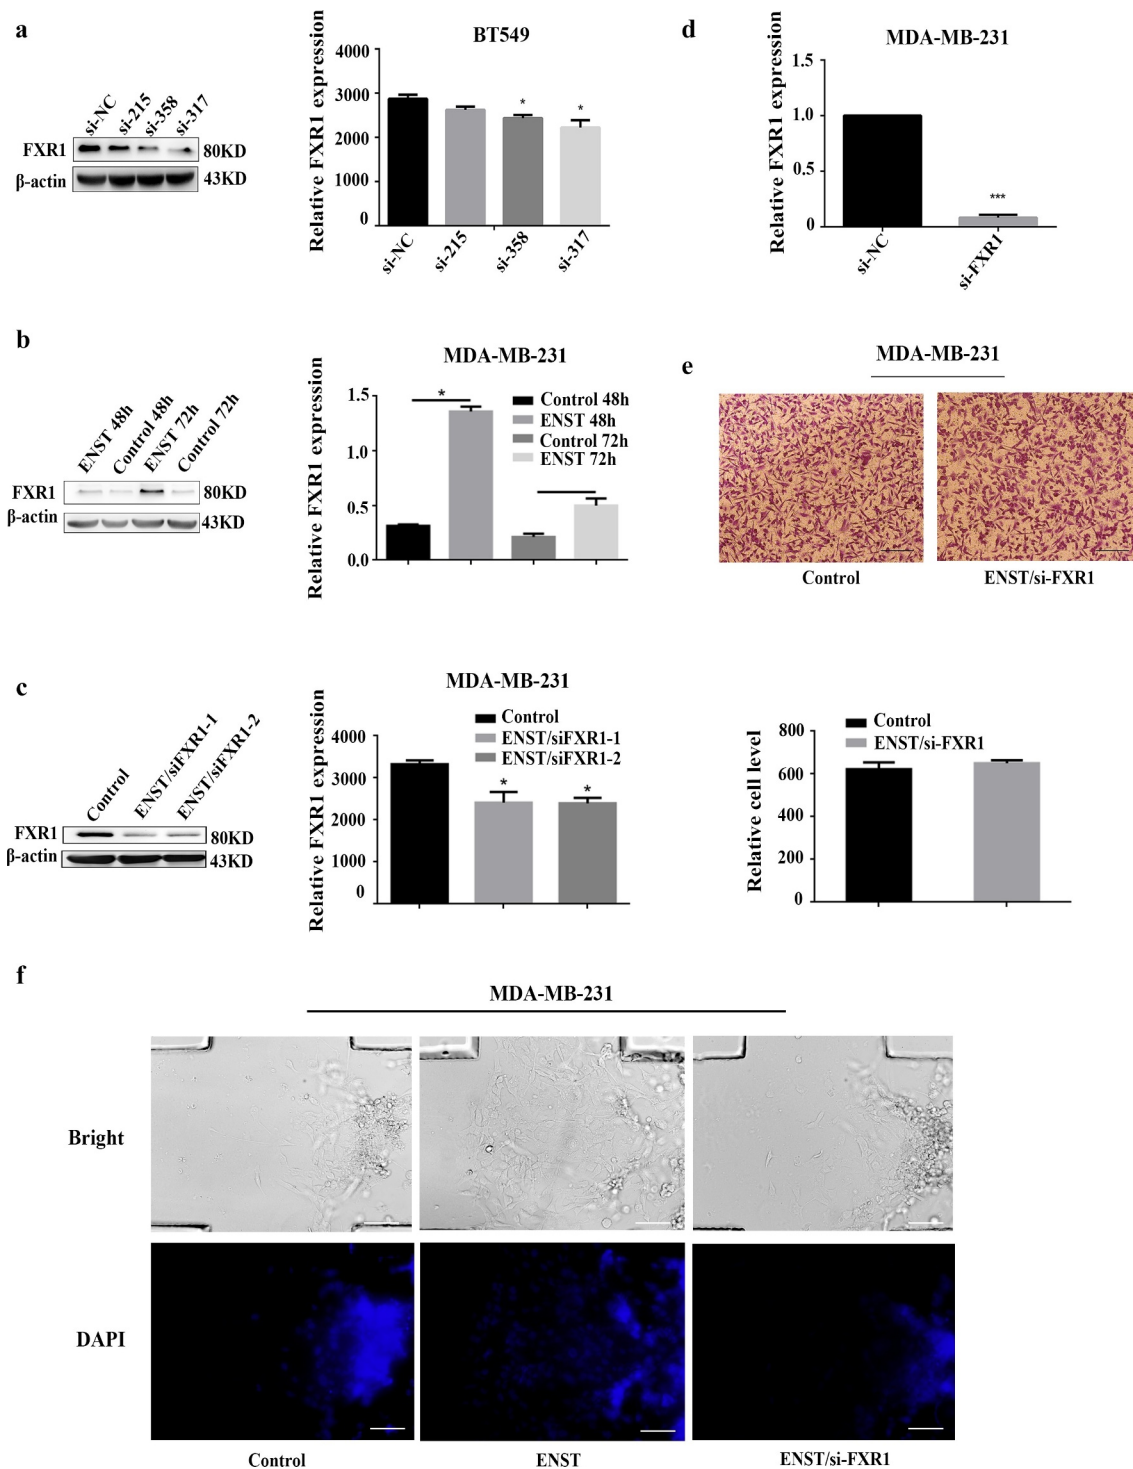 a
si-NC
si-215
si-358
si-317
FXR1
80KD
β-actin
43KD
BT549
Relative FXR1 expression
4000
3000
2000
1000
0
*
*
si-NC
si-215
si-358
si-317
d
MDA-MB-231
Relative FXR1 expression
1.5
1.0
0.5
0
***
si-NC
si-FXR1
b
ENST 48h
Control 48h
ENST 72h
Control 72h
FXR1
80KD
β-actin
43KD
MDA-MB-231
Relative FXR1 expression
1.5
1.0
0.5
0.0
*
Control 48h
ENST 48h
Control 72h
ENST 72h
e
MDA-MB-231
Control
ENST/si-FXR1
c
Control
ENST/siFXR1-1
ENST/siFXR1-2
FXR1
80KD
β-actin
43KD
MDA-MB-231
Relative FXR1 expression
4000
3000
2000
1000
0
Control
ENST/siFXR1-1
ENST/siFXR1-2
*
*
Relative cell level
800
600
400
200
0
Control
ENST/si-FXR1
f
MDA-MB-231
Bright
DAPI
Control
ENST
ENST/si-FXR1